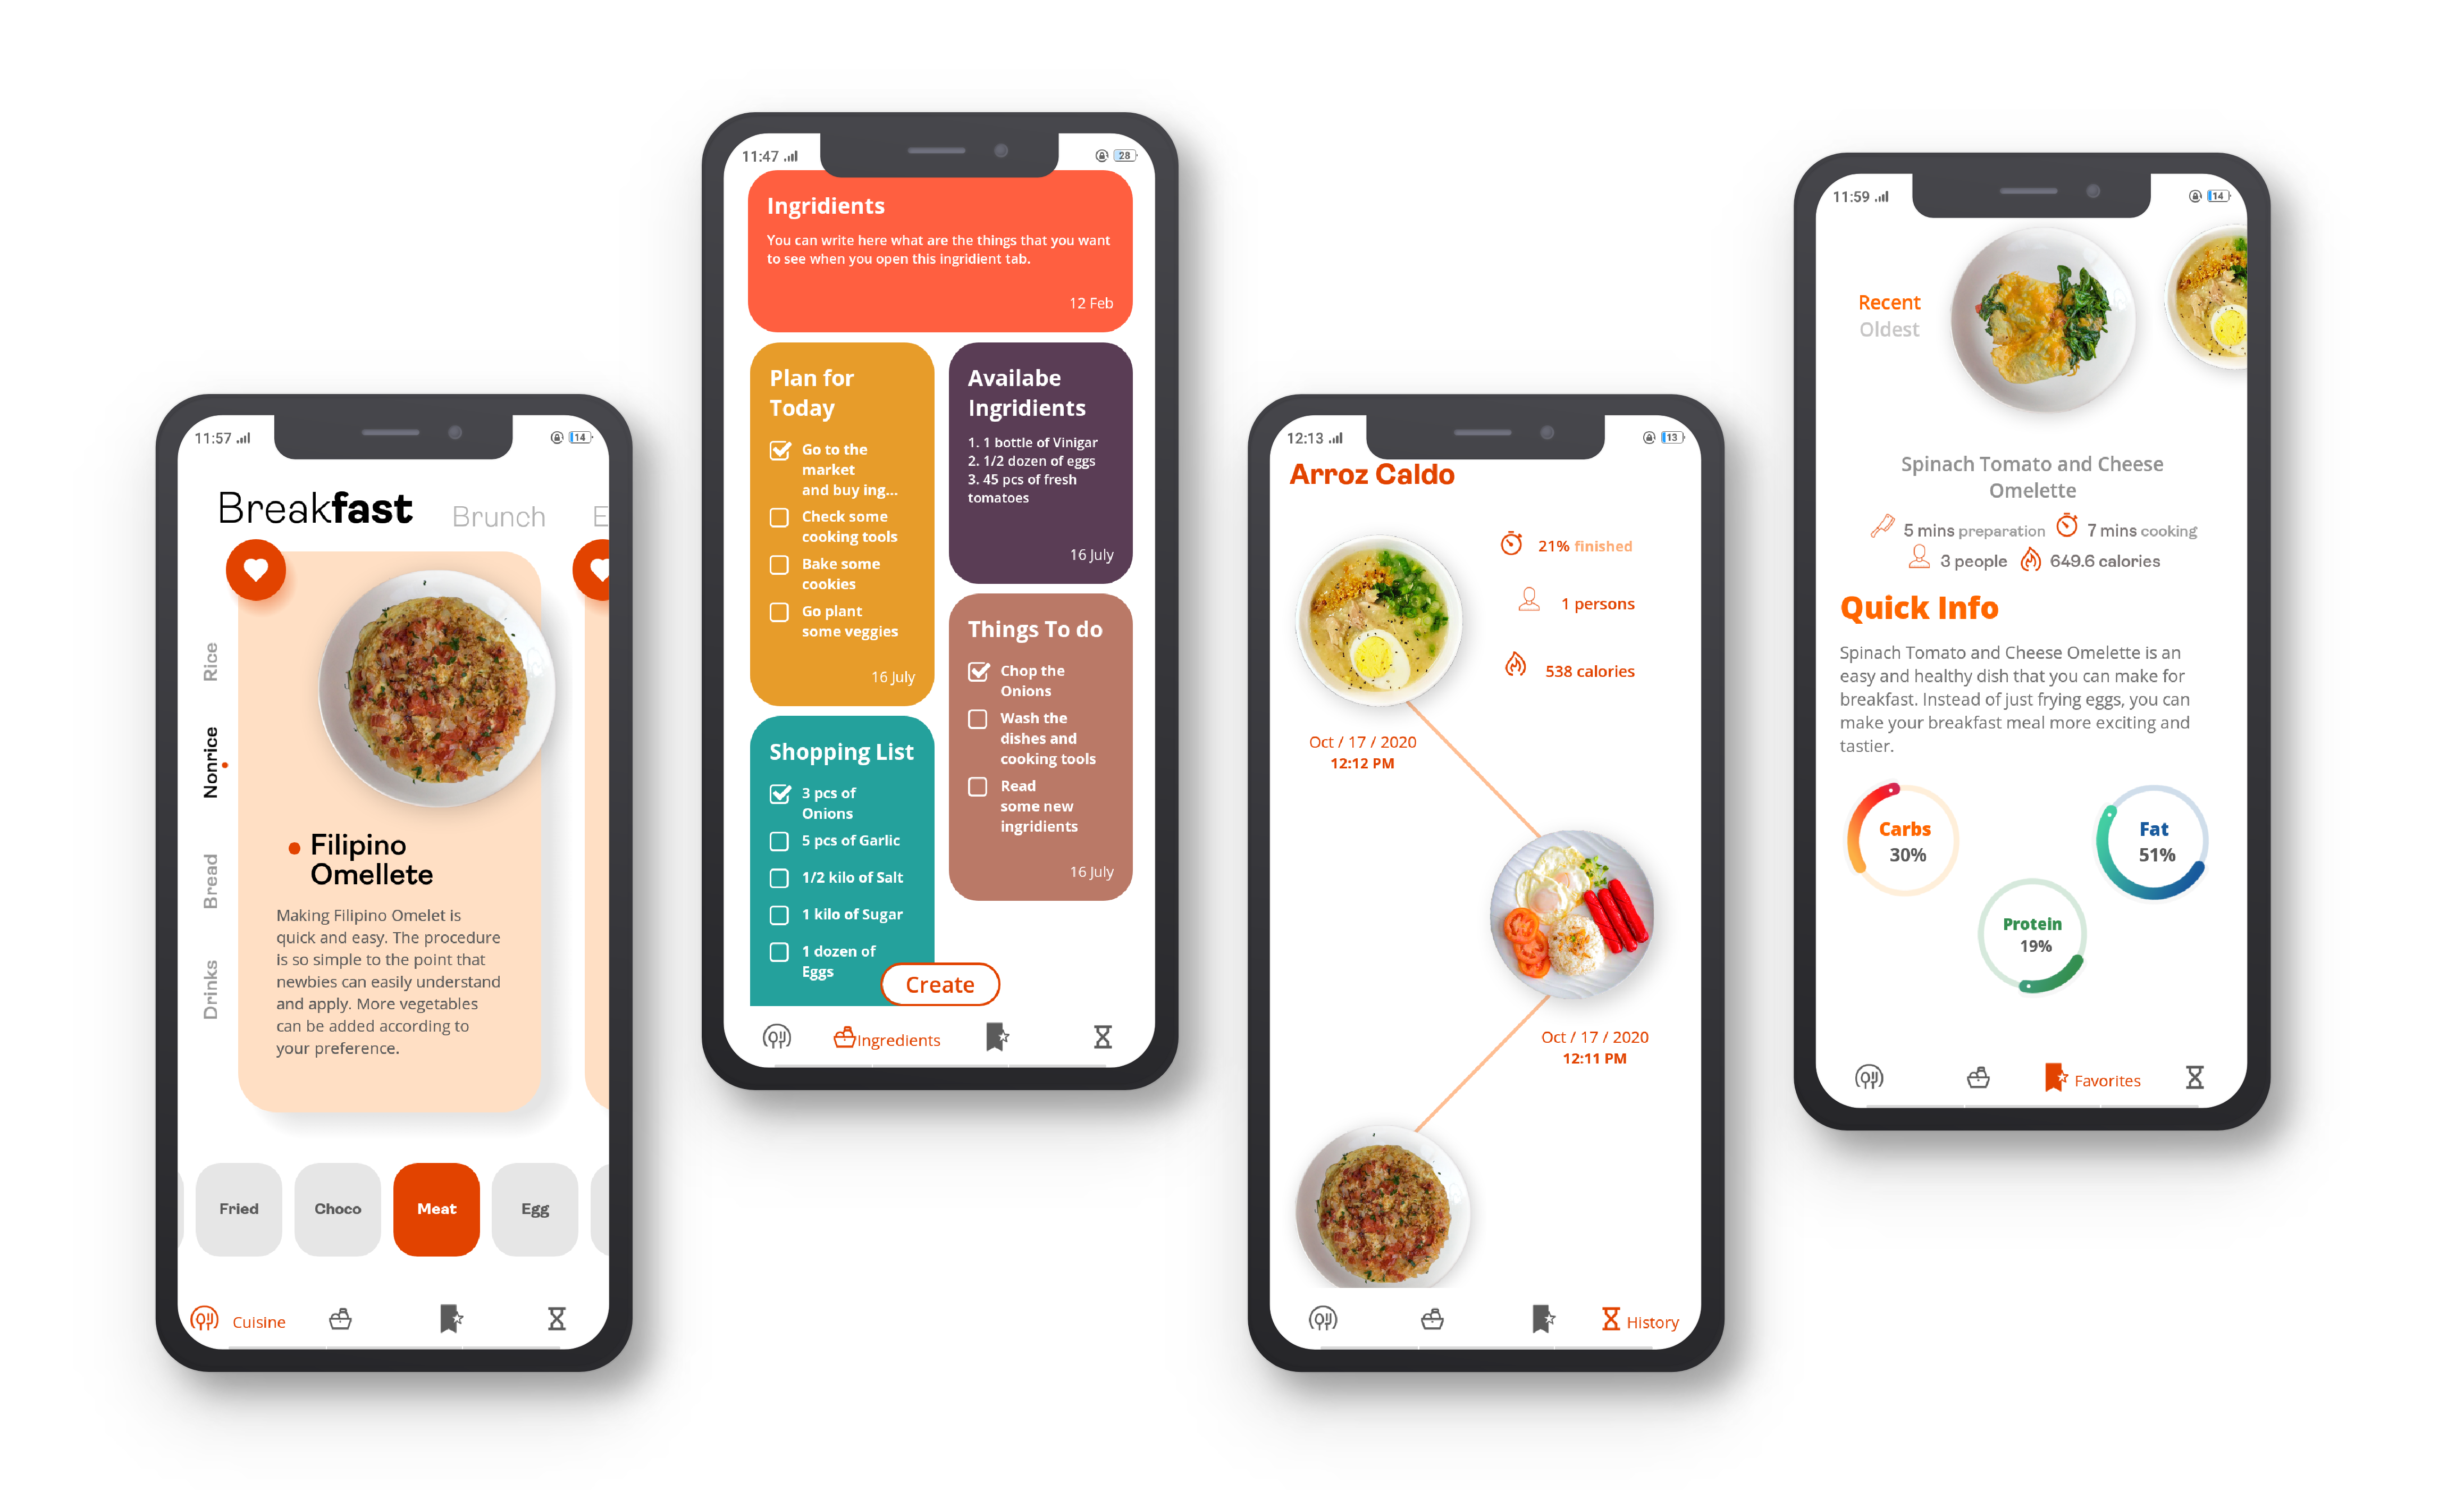 11:57
14
Breakfast
Brunch
E
Rice
Nonrice
Bread
Drinks
Filipino
Omellete
Making Filipino Omelet is
quick and easy. The procedure
is so simple to the point that
newbies can easily understand
and apply. More vegetables
can be added according to
your preference.
Fried
Choco
Meat
Egg
Cuisine
11:47
28
Ingridients
You can write here what are the things that you want
to see when you open this ingridient tab.
12 Feb
Plan for
Today
Go to the
market
and buy ing...
Check some
cooking tools
Bake some
cookies
Go plant
some veggies
16 July
Availabe
Ingridients
1. 1 bottle of Vinigar
2. 1/2 dozen of eggs
3. 45 pcs of fresh
tomatoes
16 July
Shopping List
3 pcs of
Onions
5 pcs of Garlic
1/2 kilo of Salt
1 kilo of Sugar
1 dozen of
Eggs
Things To do
Chop the
Onions
Wash the
dishes and
cooking tools
Read
some new
ingridients
16 July
Create
Ingredients
12:13
13
Arroz Caldo
21% finished
1 persons
538 calories
Oct / 17 / 2020
12:12 PM
Oct / 17 / 2020
12:11 PM
History
11:59
14
Recent
Oldest
Spinach Tomato and Cheese
Omelette
5 mins preparation 7 mins cooking
3 people 649.6 calories
Quick Info
Spinach Tomato and Cheese Omelette is an
easy and healthy dish that you can make for
breakfast. Instead of just frying eggs, you can
make your breakfast meal more exciting and
tastier.
Carbs
30%
Fat
51%
Protein
19%
Favorites